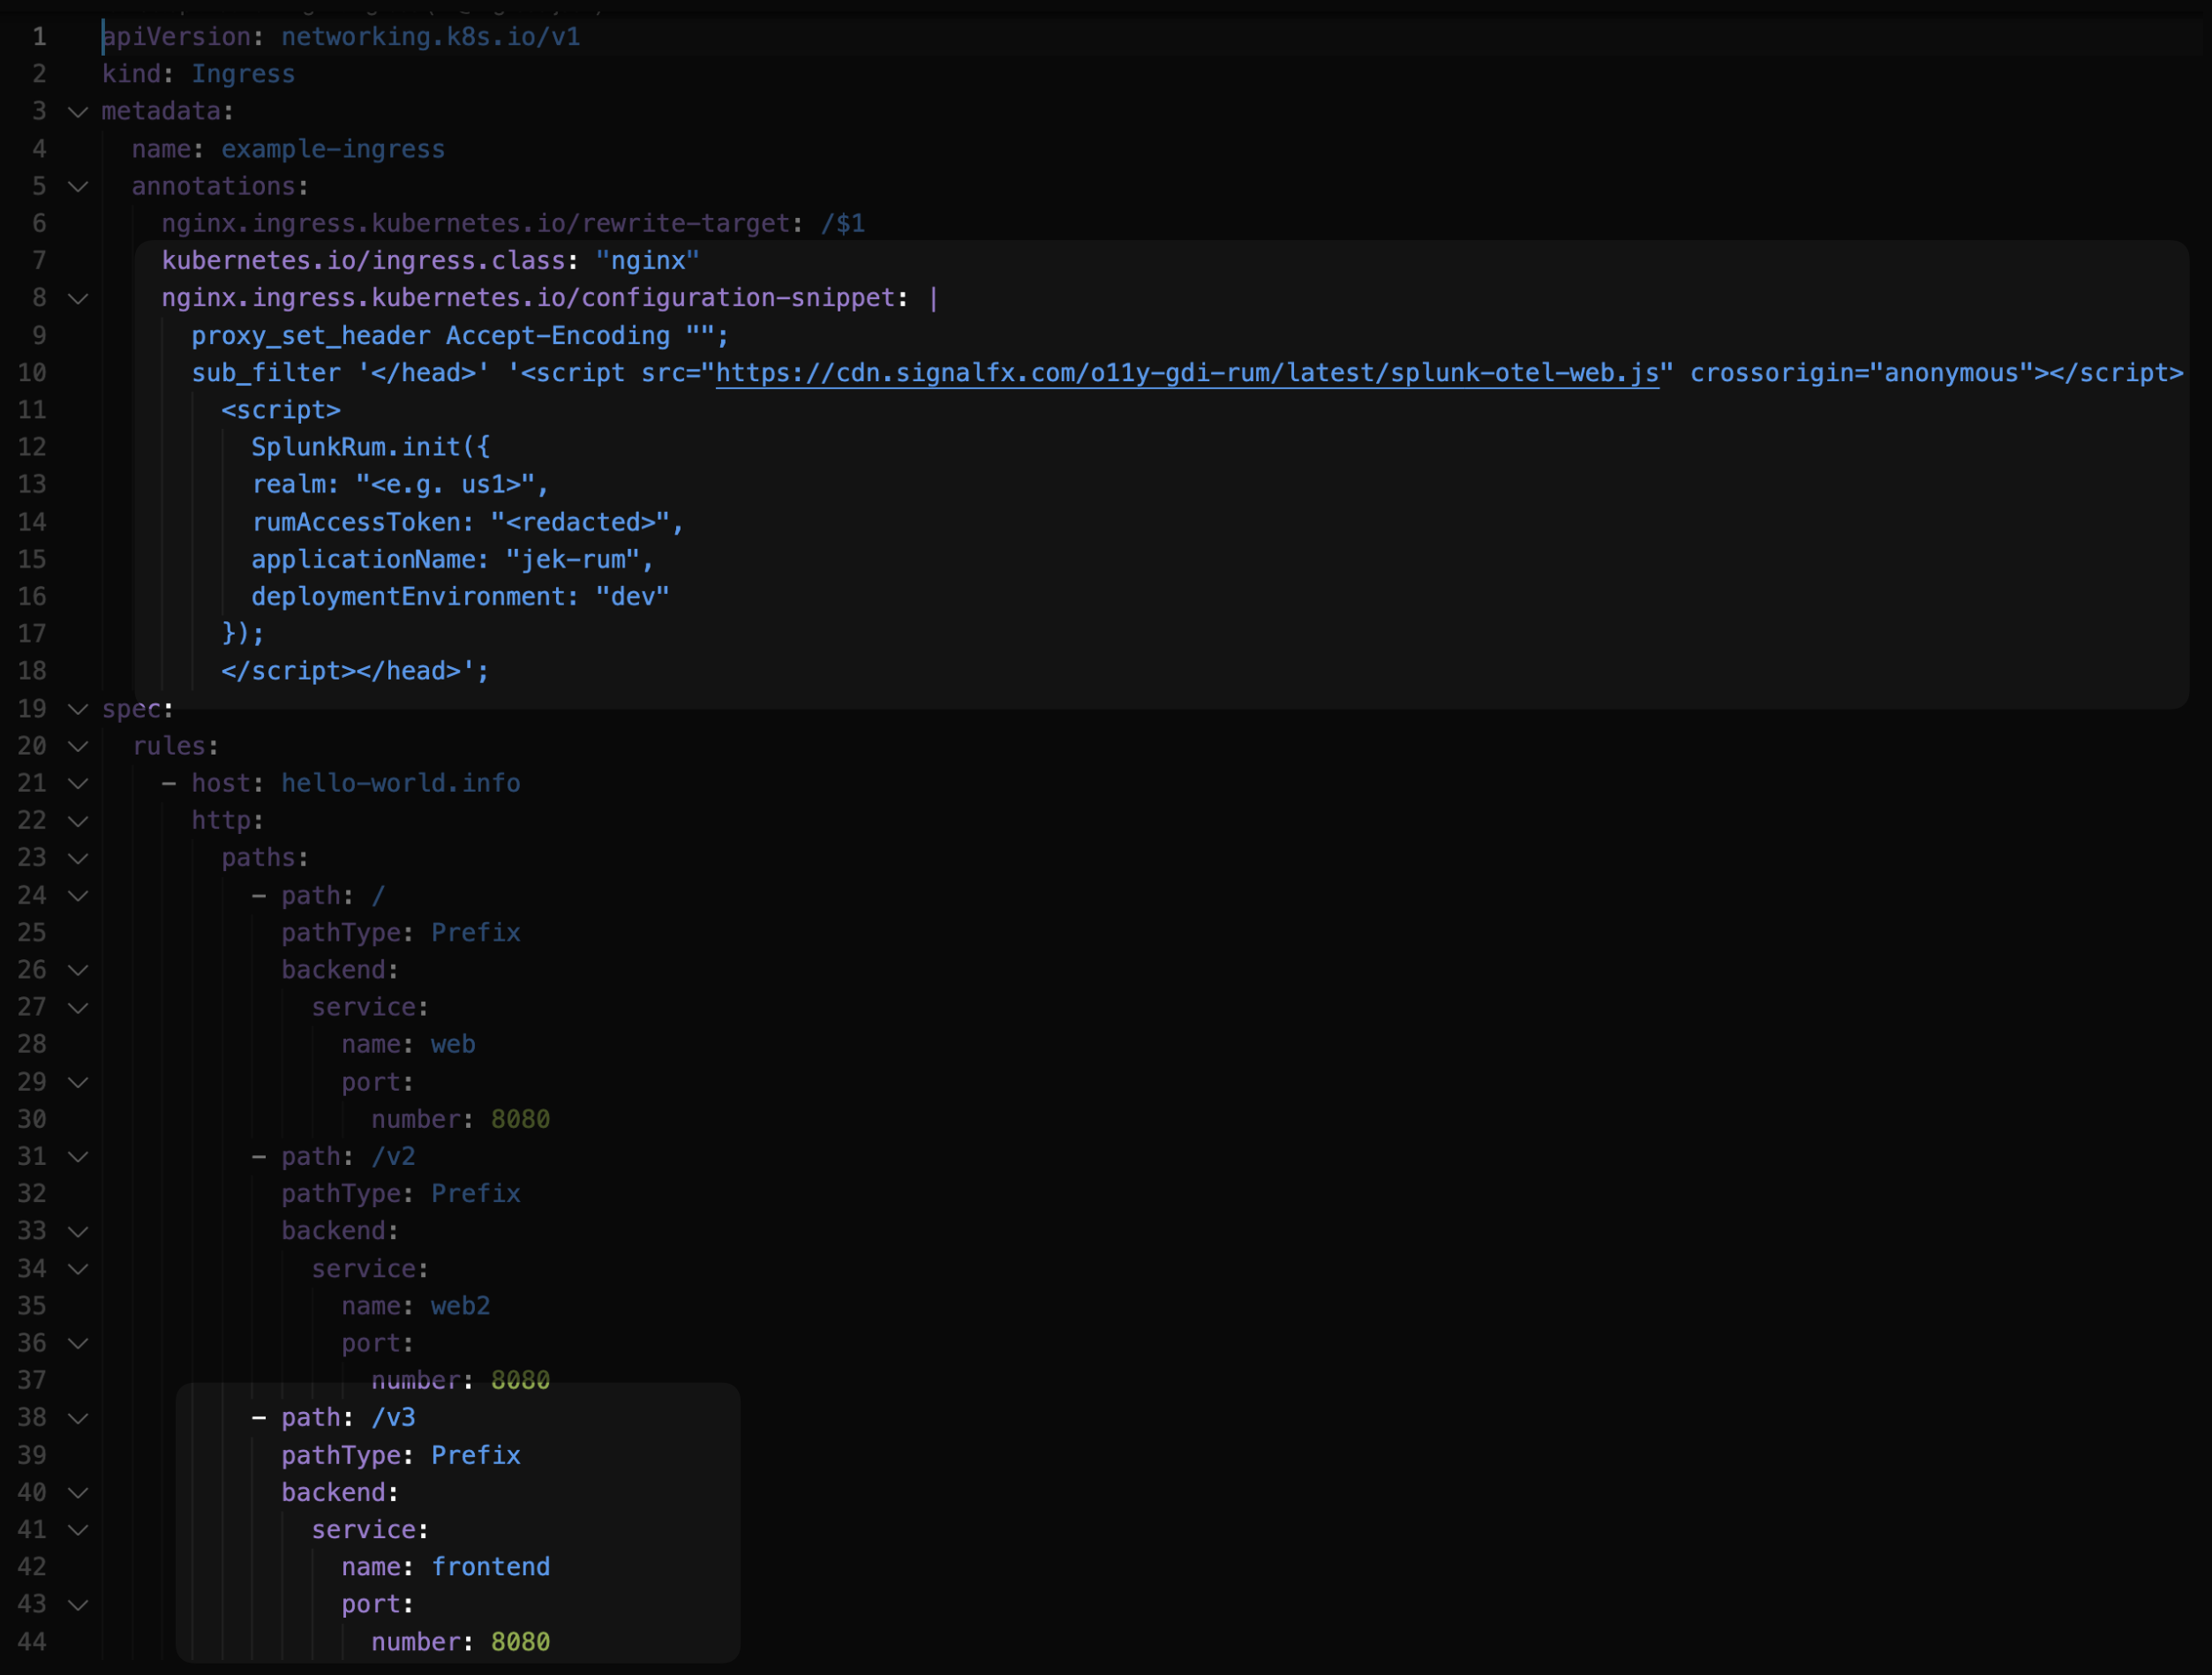 1 apiVersion: networking.k8s.io/v1
2 kind: Ingress
3 metadata:
4   name: example-ingress
5   annotations:
6     nginx.ingress.kubernetes.io/rewrite-target: /$1
7     kubernetes.io/ingress.class: "nginx"
8     nginx.ingress.kubernetes.io/configuration-snippet: |
9       proxy_set_header Accept-Encoding "";
10       sub_filter '</head>' '<script src="https://cdn.signalfx.com/o11y-gdi-rum/latest/splunk-otel-web.js" crossorigin="anonymous"></script>
11         <script>
12           SplunkRum.init({
13           realm: "<e.g. us1>",
14           rumAccessToken: "<redacted>",
15           applicationName: "jek-rum",
16           deploymentEnvironment: "dev"
17         });
18         </script></head>';
19 spec:
20   rules:
21     - host: hello-world.info
22       http:
23         paths:
24           - path: /
25             pathType: Prefix
26             backend:
27               service:
28                 name: web
29                 port:
30                   number: 8080
31           - path: /v2
32             pathType: Prefix
33             backend:
34               service:
35                 name: web2
36                 port:
37                   number: 8080
38           - path: /v3
39             pathType: Prefix
40             backend:
41               service:
42                 name: frontend
43                 port:
44                   number: 8080